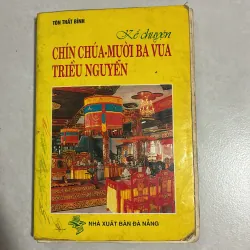 TÔN THẤT BÌNH
Kể chuyện
CHÍN CHÚA-MƯỜI BA VUA
TRIỀU NGUYỄN
NHÀ XUẤT BẢN ĐÀ NẴNG